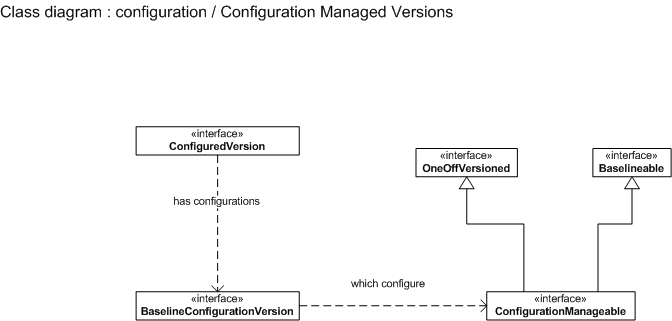 Class diagram : configuration / Configuration Managed Versions
«interface»
ConfiguredVersion
«interface»
OneOffVersioned
«interface»
Baselineable
has configurations
which configure
«interface»
BaselineConfigurationVersion
«interface»
ConfigurationManageable